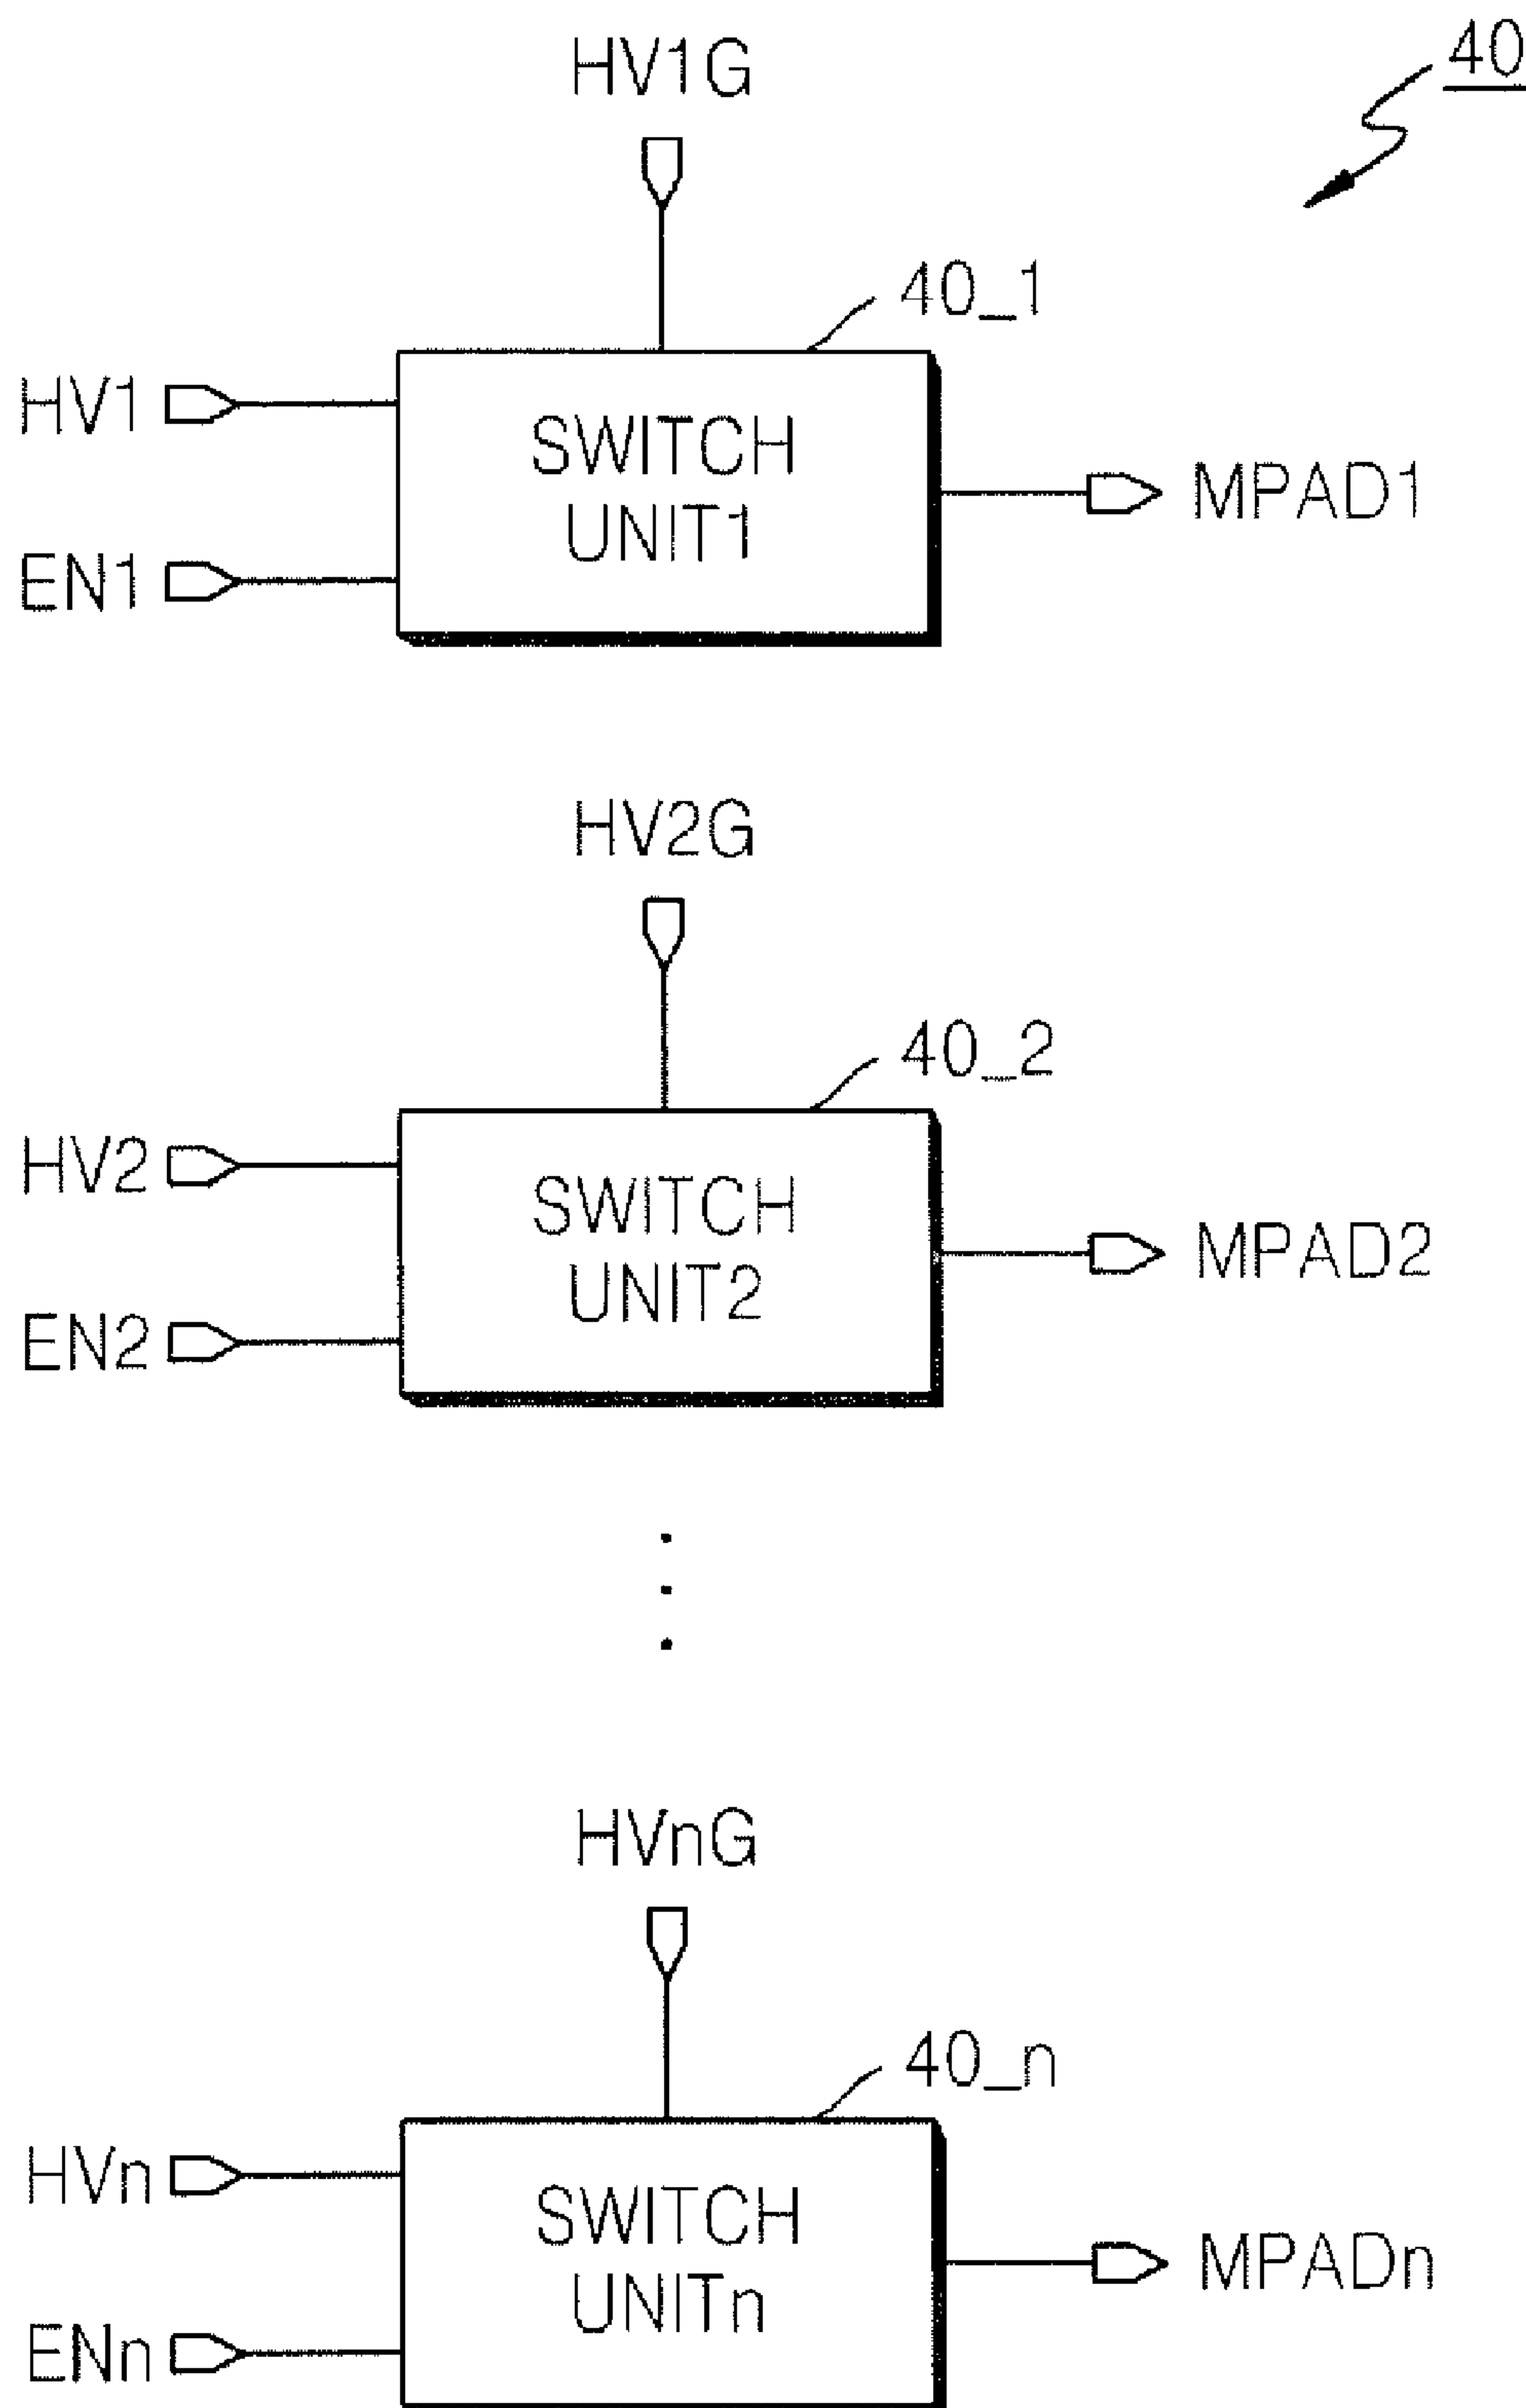 40
HV1G
40_1
HV1
SWITCH
UNIT1
MPAD1
EN1
HV2G
40_2
HV2
SWITCH
UNIT2
MPAD2
EN2
HVnG
40_n
HVn
SWITCH
UNITn
MPADn
ENn